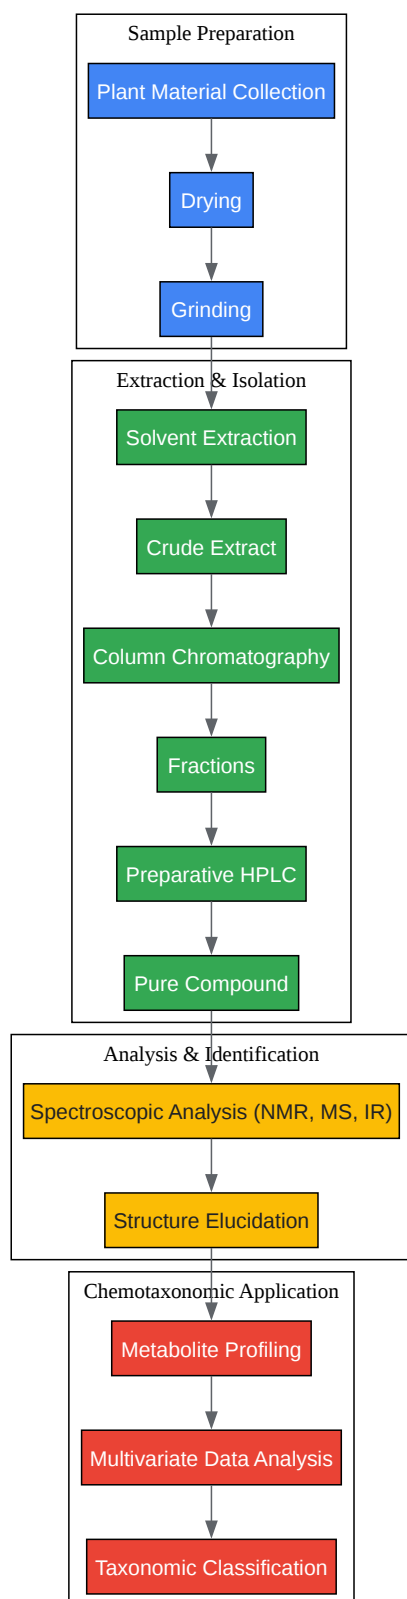 Sample Preparation
Plant Material Collection
Drying
Grinding
Extraction & Isolation
Solvent Extraction
Crude Extract
Column Chromatography
Fractions
Preparative HPLC
Pure Compound
Analysis & Identification
Spectroscopic Analysis (NMR, MS, IR)
Structure Elucidation
Chemotaxonomic Application
Metabolite Profiling
Multivariate Data Analysis
Taxonomic Classification